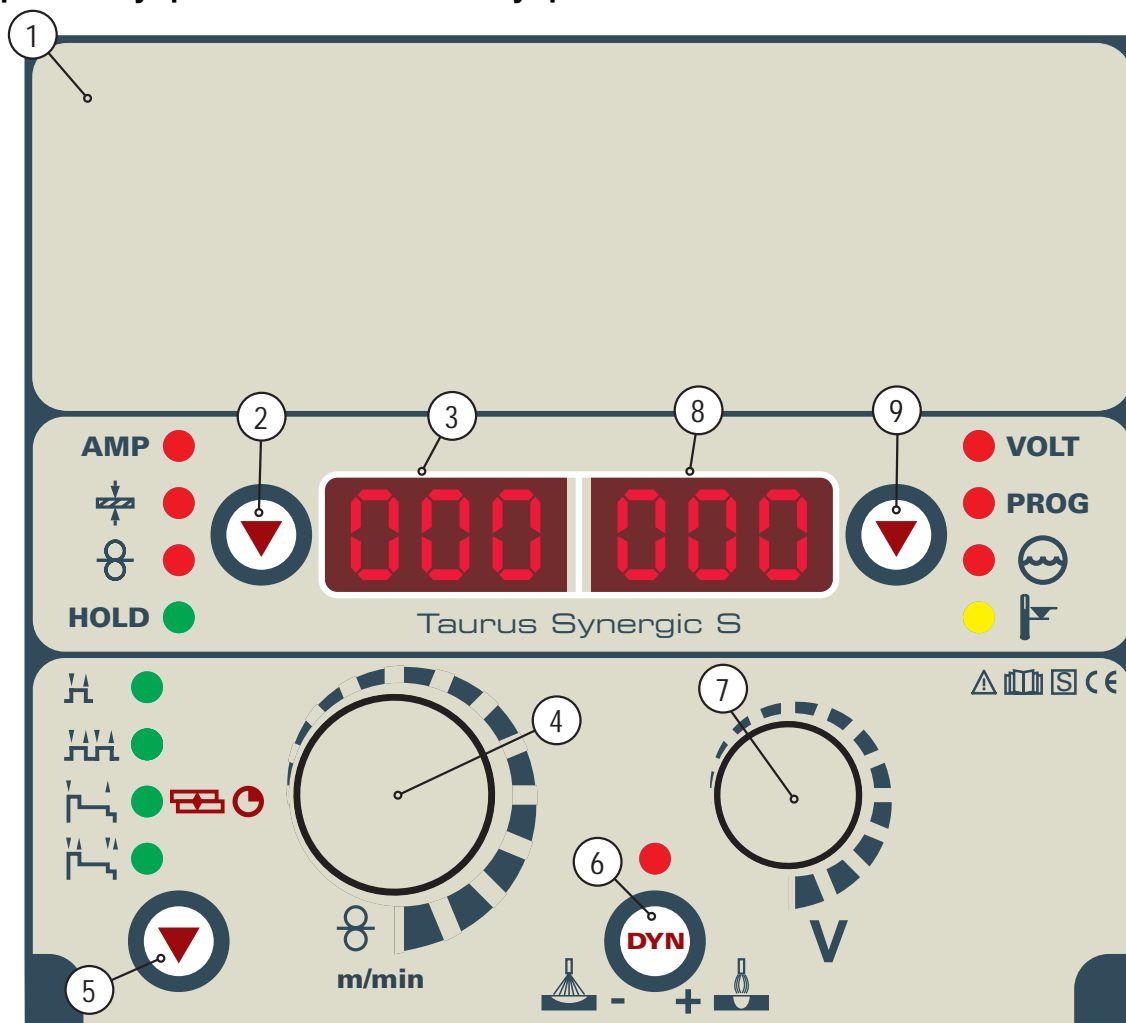 1
2
3
8
9
AMP
VOLT
000 000
PROG
HOLD
Taurus Synergic S
S CE
4
7
6
5
DYN
V
m/min
- +